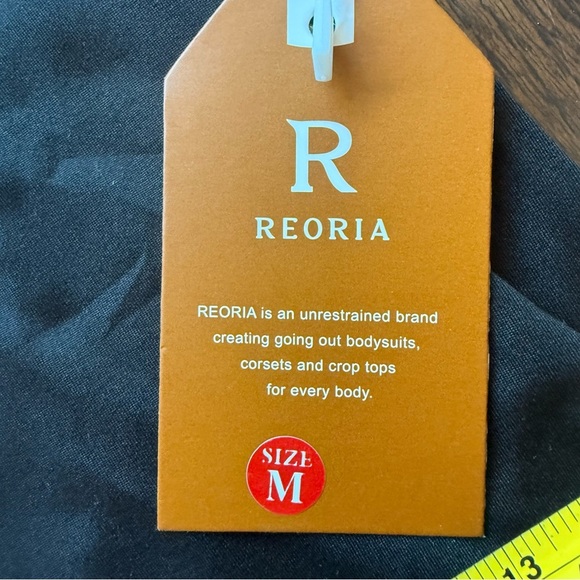 R
REORIA
REORIA is an unrestrained brand
creating going out bodysuits,
corsets and crop tops
for every body.
SIZE
M
13